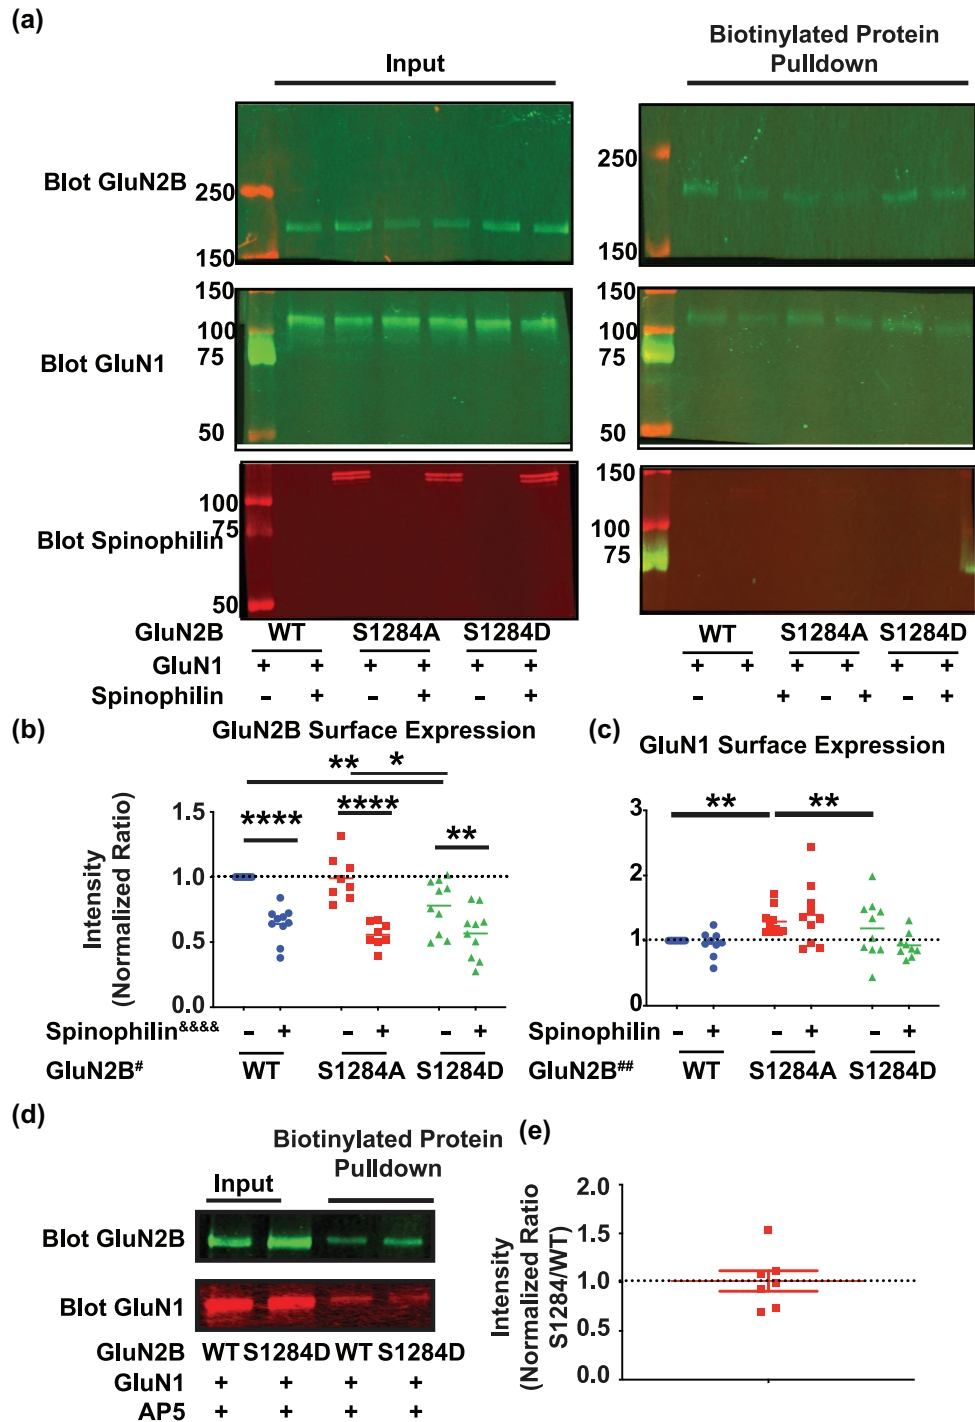 (a)
Input
Biotinylated Protein
Pulldown
Blot GluN2B
250
150
250
150
Blot GluN1
150
100
75
50
150
100
75
50
Blot Spinophilin
100
75
50
150
100
75
GluN2B WT S1284A S1284D WT S1284A S1284D
GluN1 + + + + + + + + + + + +
Spinophilin - + - + - + - + - + - +
(b)
GluN2B Surface Expression
** *
**** **** **
Intensity
(Normalized Ratio)
1.5
1.0
0.5
0.0
Spinophilin&&&& - + - + - +
GluN2B# WT S1284A S1284D
(c)
GluN1 Surface Expression
** **
3
2
1
0
Spinophilin - + - + - +
GluN2B## WT S1284A S1284D
(d)
Input
Biotinylated Protein
Pulldown
Blot GluN2B
Blot GluN1
GluN2B WT S1284D WT S1284D
GluN1 + + + +
AP5 + + + +
(e)
Intensity
(Normalized Ratio
S1284/WT)
2.0
1.5
1.0
0.5
0.0